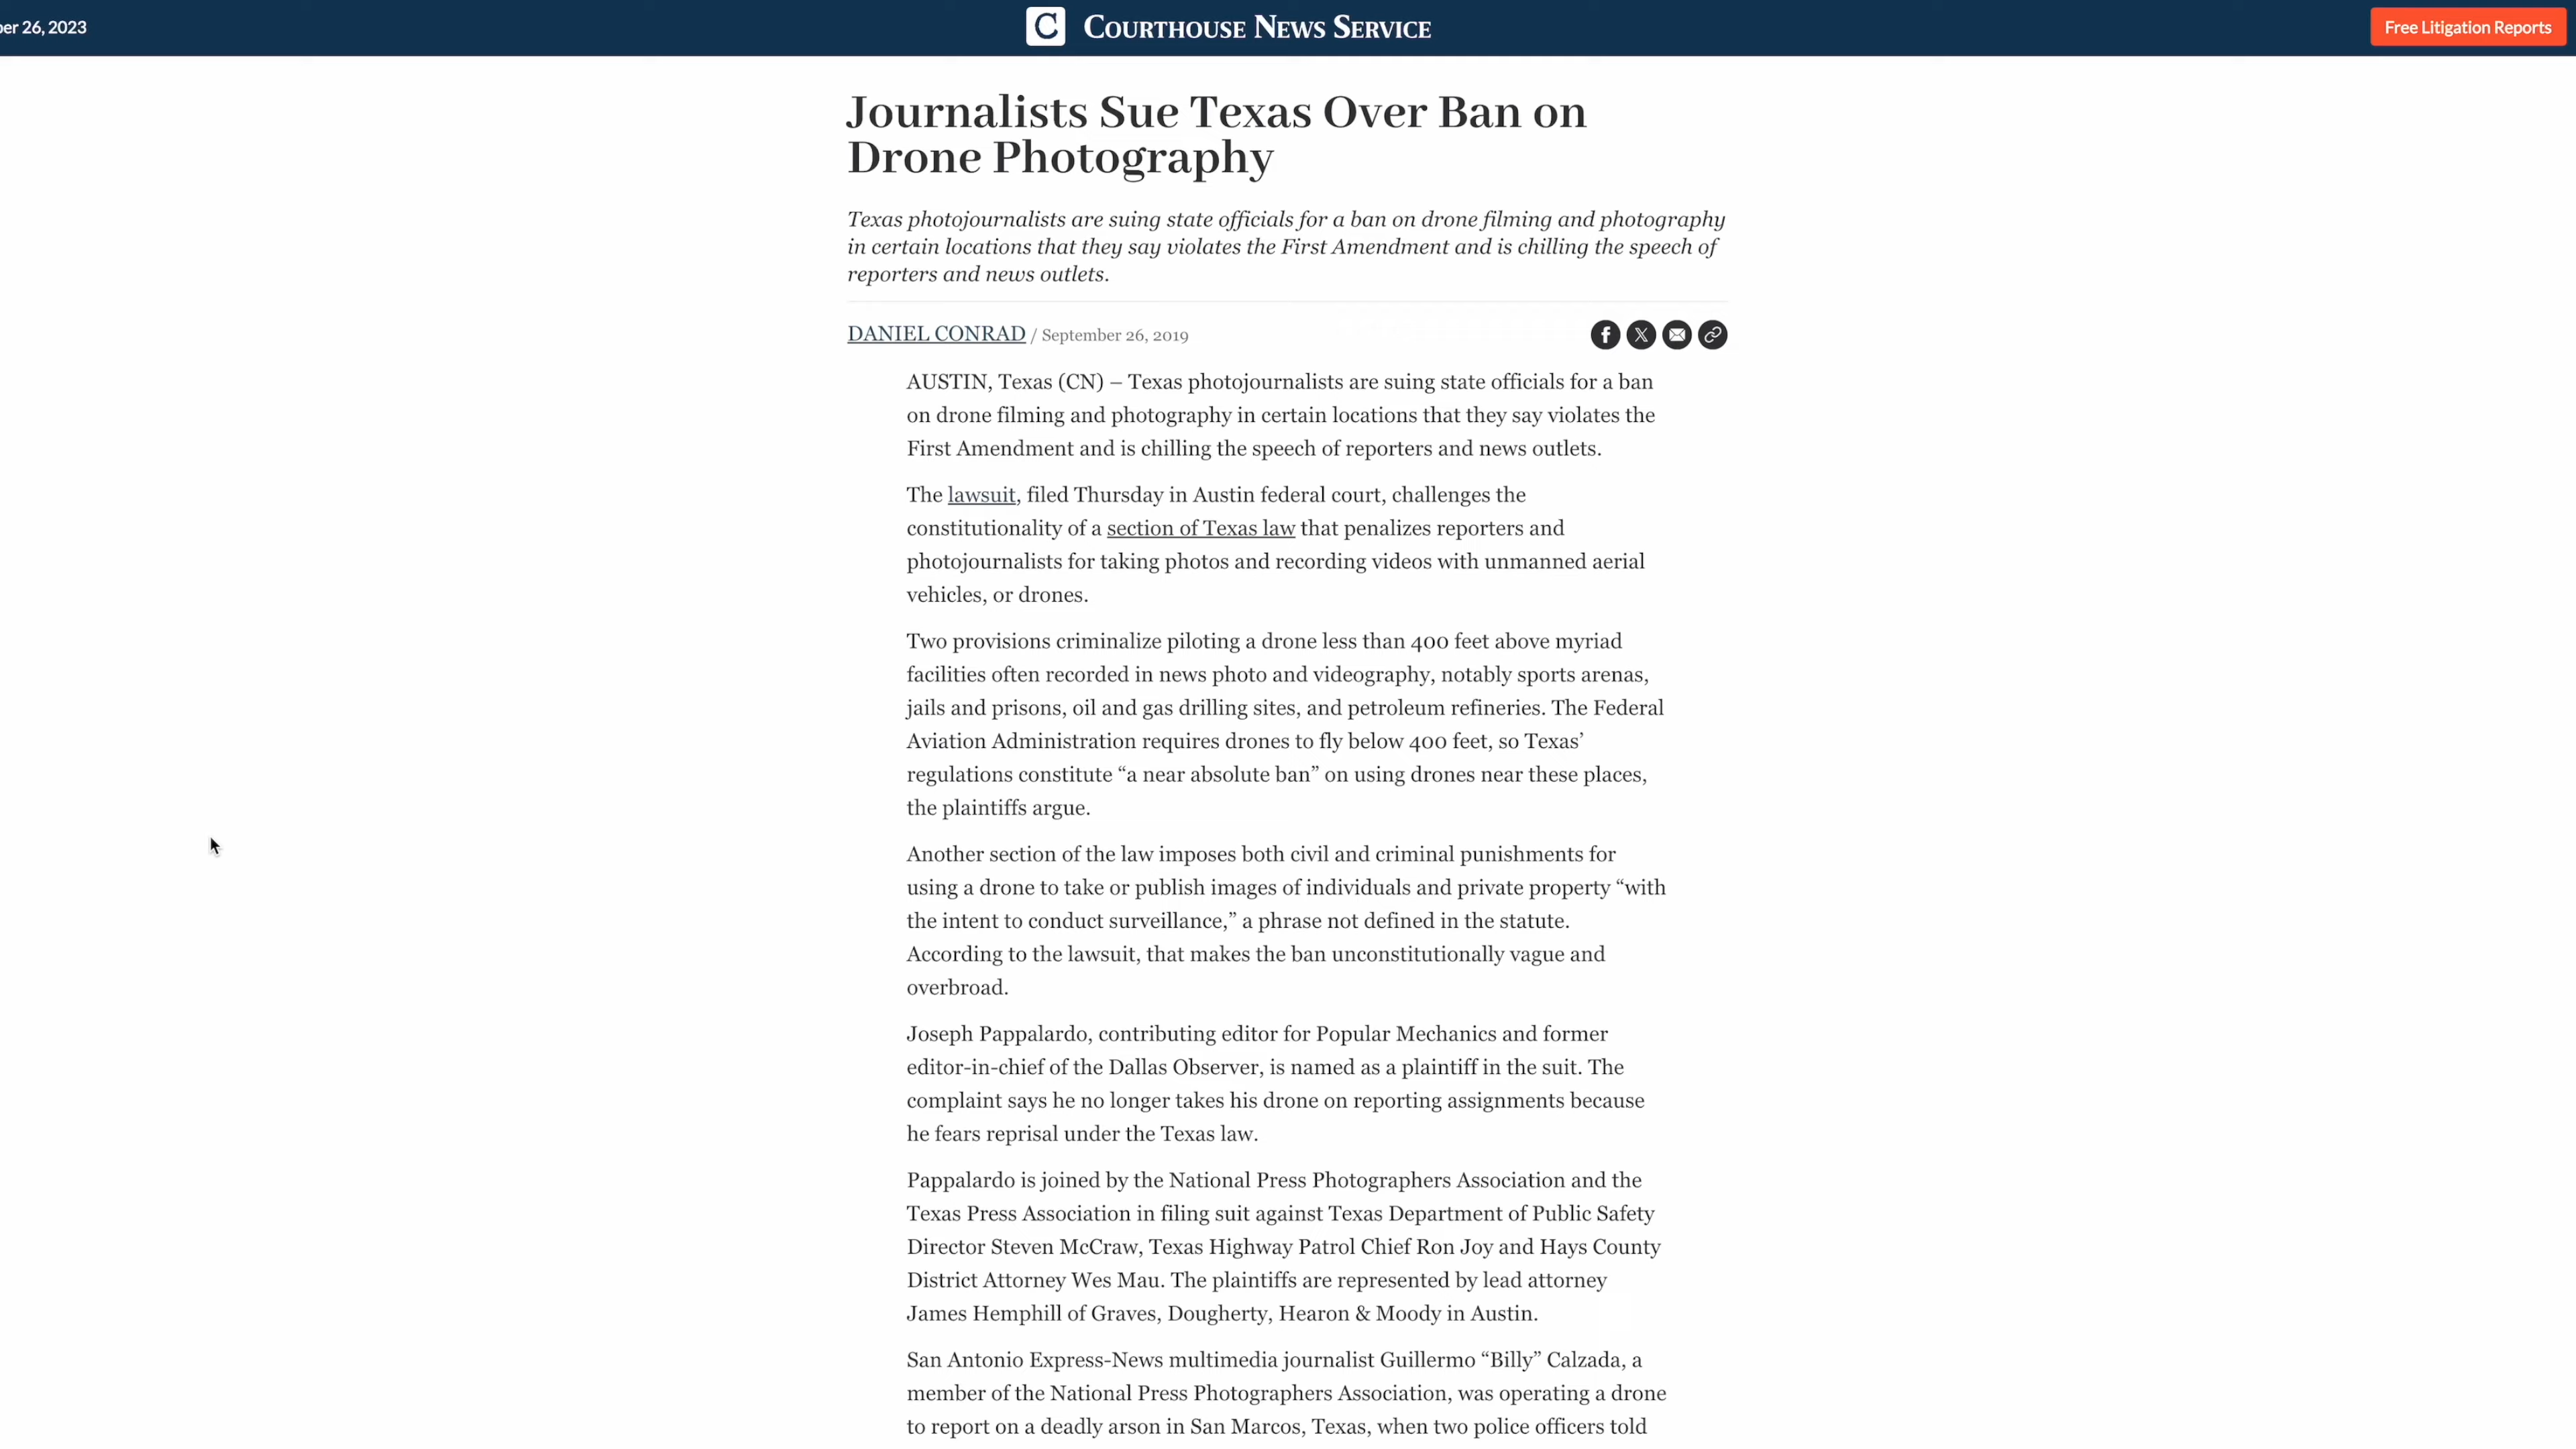 er 26, 2023
C COURTHOUSE NEWS SERVICE
Free Litigation Reports
Journalists Sue Texas Over Ban on
Drone Photography
Texas photojournalists are suing state officials for a ban on drone filming and photography
in certain locations that they say violates the First Amendment and is chilling the speech of
reporters and news outlets.
DANIEL CONRAD / September 26, 2019
AUSTIN, Texas (CN) – Texas photojournalists are suing state officials for a ban
on drone filming and photography in certain locations that they say violates the
First Amendment and is chilling the speech of reporters and news outlets.
The lawsuit, filed Thursday in Austin federal court, challenges the
constitutionality of a section of Texas law that penalizes reporters and
photojournalists for taking photos and recording videos with unmanned aerial
vehicles, or drones.
Two provisions criminalize piloting a drone less than 400 feet above myriad
facilities often recorded in news photo and videography, notably sports arenas,
jails and prisons, oil and gas drilling sites, and petroleum refineries. The Federal
Aviation Administration requires drones to fly below 400 feet, so Texas’
regulations constitute “a near absolute ban” on using drones near these places,
the plaintiffs argue.
Another section of the law imposes both civil and criminal punishments for
using a drone to take or publish images of individuals and private property “with
the intent to conduct surveillance,” a phrase not defined in the statute.
According to the lawsuit, that makes the ban unconstitutionally vague and
overbroad.
Joseph Pappalardo, contributing editor for Popular Mechanics and former
editor-in-chief of the Dallas Observer, is named as a plaintiff in the suit. The
complaint says he no longer takes his drone on reporting assignments because
he fears reprisal under the Texas law.
Pappalardo is joined by the National Press Photographers Association and the
Texas Press Association in filing suit against Texas Department of Public Safety
Director Steven McCraw, Texas Highway Patrol Chief Ron Joy and Hays County
District Attorney Wes Mau. The plaintiffs are represented by lead attorney
James Hemphill of Graves, Dougherty, Hearon & Moody in Austin.
San Antonio Express-News multimedia journalist Guillermo “Billy” Calzada, a
member of the National Press Photographers Association, was operating a drone
to report on a deadly arson in San Marcos, Texas, when two police officers told